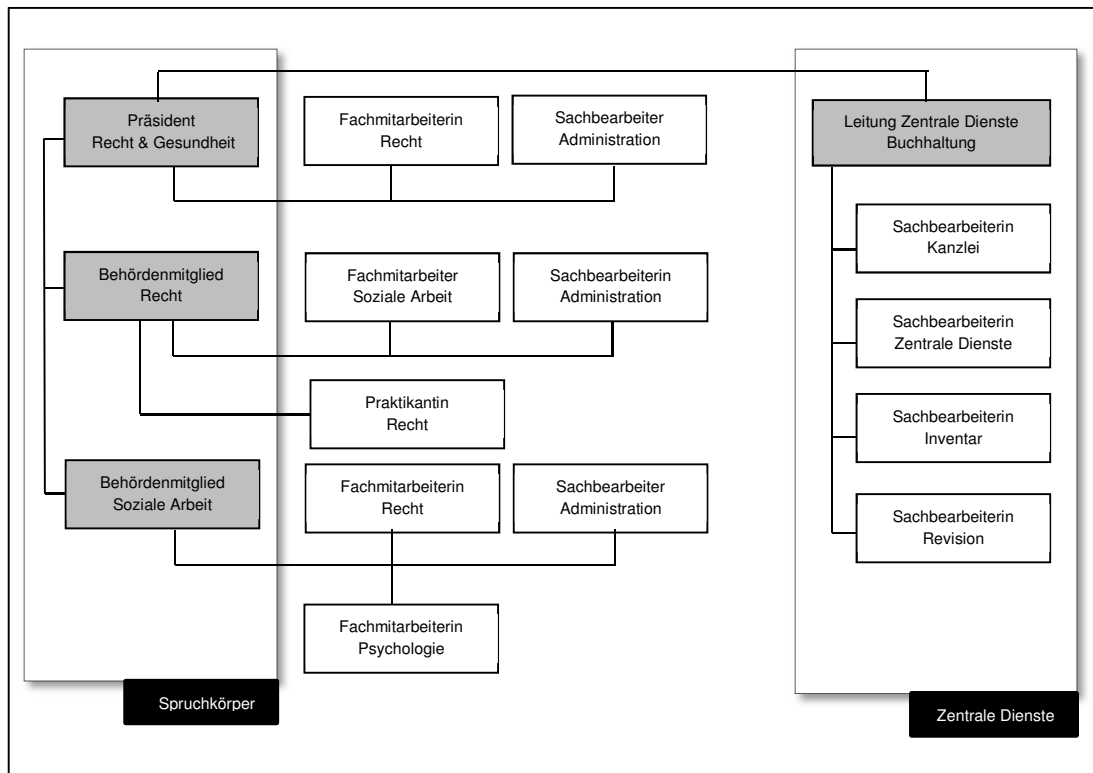 Präsident
Recht & Gesundheit
Fachmitarbeiterin
Recht
Sachbearbeiter
Administration
Leitung Zentrale Dienste
Buchhaltung
Sachbearbeiterin
Kanzlei
Behördenmitglied
Recht
Fachmitarbeiter
Soziale Arbeit
Sachbearbeiterin
Administration
Sachbearbeiterin
Zentrale Dienste
Praktikantin
Recht
Sachbearbeiterin
Inventar
Behördenmitglied
Soziale Arbeit
Fachmitarbeiterin
Recht
Sachbearbeiter
Administration
Sachbearbeiterin
Revision
Fachmitarbeiterin
Psychologie
Spruchkörper
Zentrale Dienste